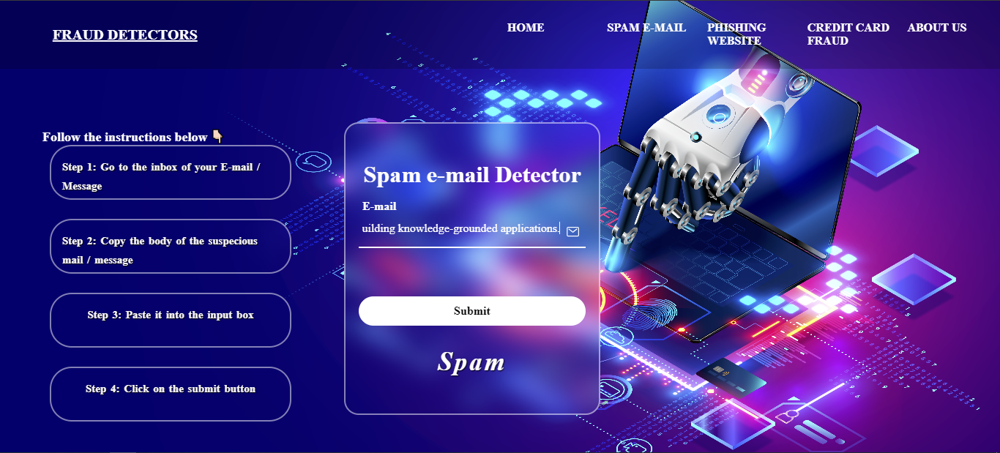 FRAUD DETECTORS
HOME
SPAM E-MAIL
PHISHING
WEBSITE
CREDIT CARD
FRAUD
ABOUT US
Follow the instructions below 👇🏻
Step 1: Go to the inbox of your E-mail /
Message
Step 2: Copy the body of the suspicious
mail / message
Step 3: Paste it into the input box
Step 4: Click on the submit button
Spam e-mail Detector
E-mail
uilding knowledge-grounded applications.
Submit
Spam